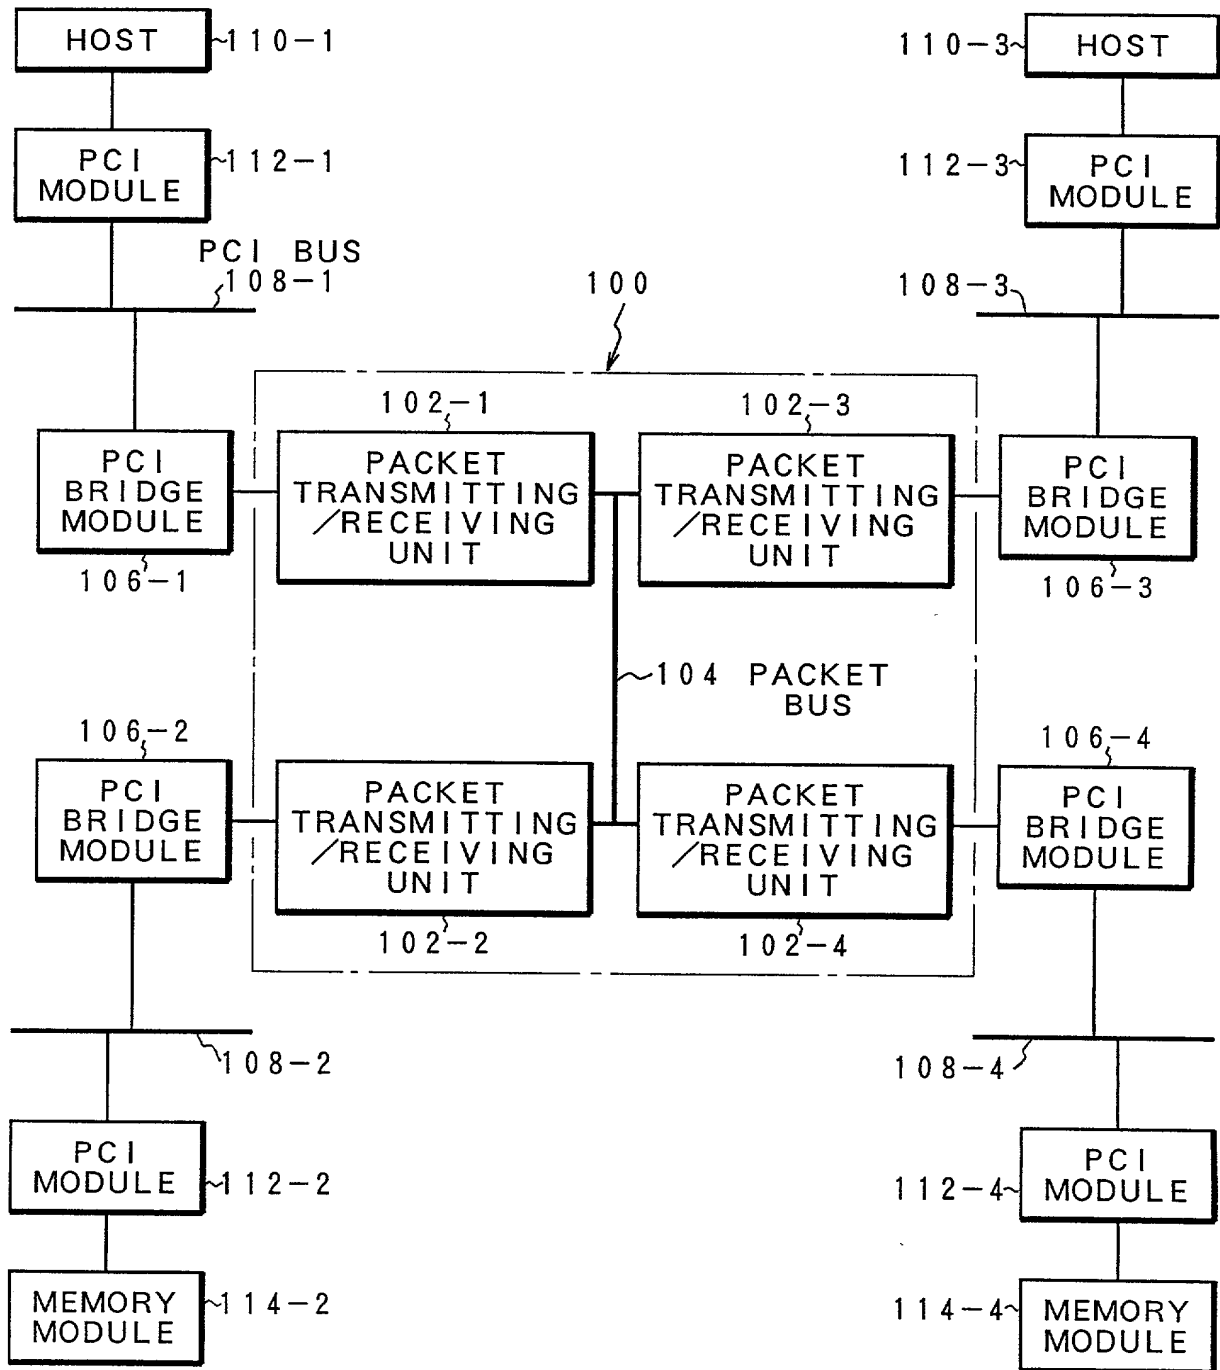 HOST
110-1
110-3
HOST
PCI
MODULE
112-1
112-3
PCI
MODULE
PCI BUS
108-1
100
108-3
102-1
102-3
PCI
BRIDGE
MODULE
106-1
PACKET
TRANSMITTING
/RECEIVING
UNIT
PACKET
TRANSMITTING
/RECEIVING
UNIT
PCI
BRIDGE
MODULE
106-3
104 PACKET
BUS
106-2
106-4
PCI
BRIDGE
MODULE
PACKET
TRANSMITTING
/RECEIVING
UNIT
102-2
PACKET
TRANSMITTING
/RECEIVING
UNIT
102-4
PCI
BRIDGE
MODULE
108-2
108-4
PCI
MODULE
112-2
112-4
PCI
MODULE
MEMORY
MODULE
114-2
114-4
MEMORY
MODULE